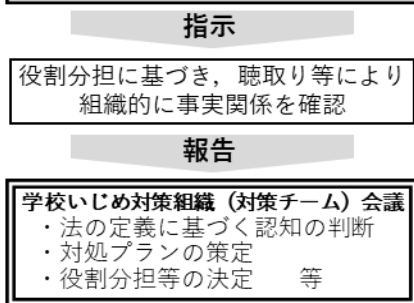 指示
役割分担に基づき，聴取り等により
組織的に事実関係を確認
報告
学校いじめ対策組織（対策チーム）会議
・法の定義に基づく認知の判断
・対処プランの策定
・役割分担等の決定　　等